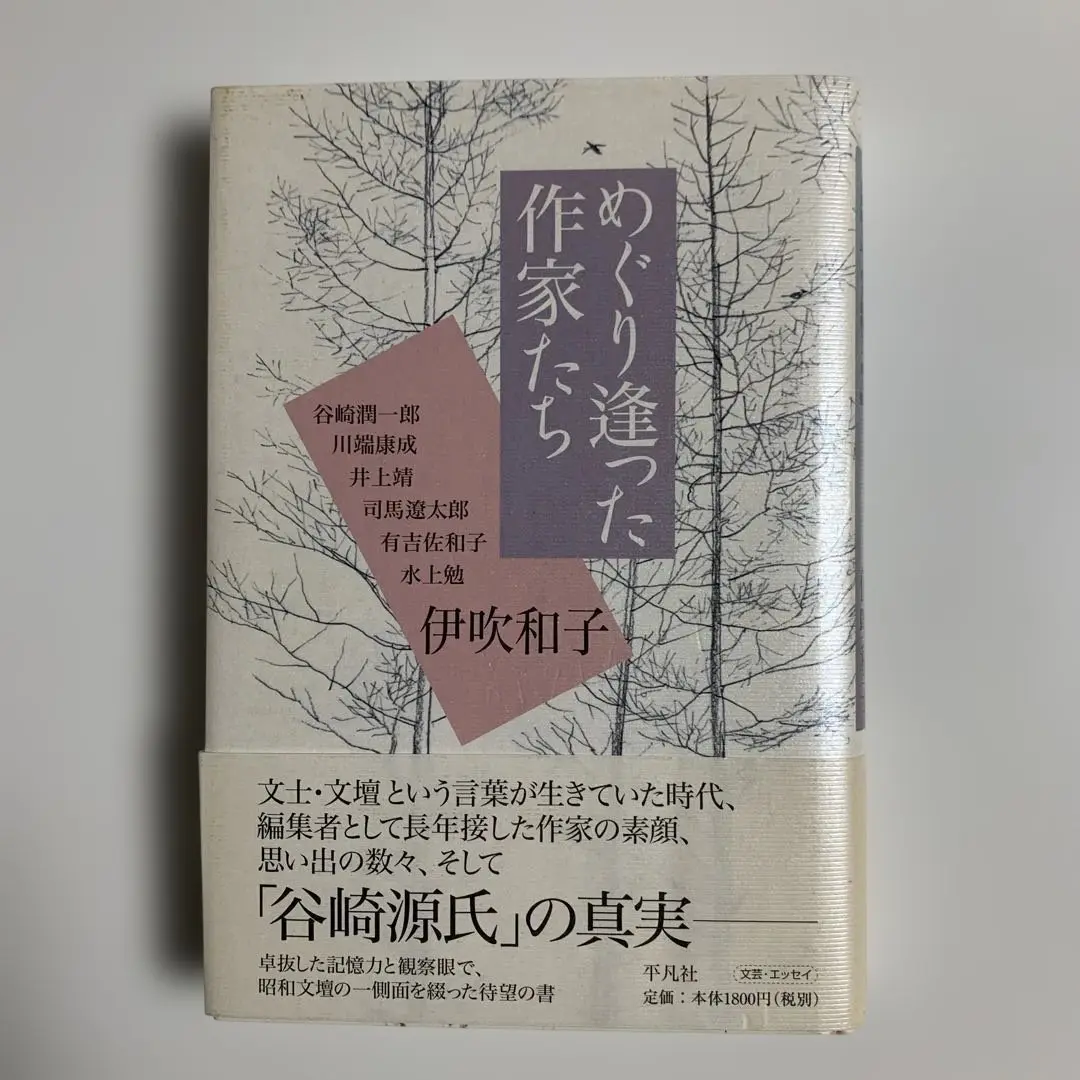 めぐり逢った
作家たち
谷崎潤一郎
川端康成
井上靖
司馬遼太郎
有吉佐和子
水上勉
伊吹和子
文士・文壇という言葉が生きていた時代、
編集者として長年接した作家の素顔、
思い出の数々、そして
「谷崎源氏」の真実――
卓抜した記憶力と観察眼で、
昭和文壇の一側面を綴った待望の書
平凡社
文芸・エッセイ
定価：本体1800円（税別）